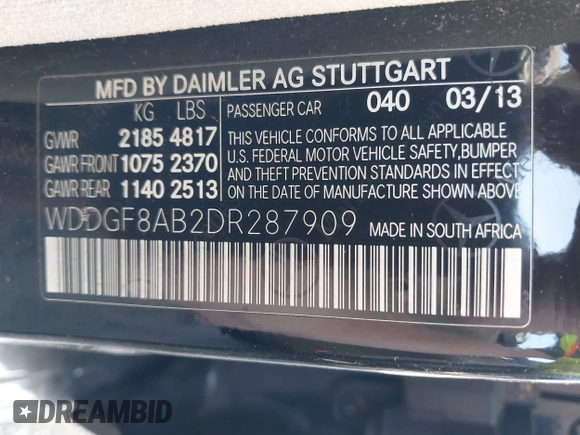 MFD BY DAIMLER AG STUTTGART
KG LBS
PASSENGER CAR 040 03/13
GVWR 2185 4817
GAWR FRONT 1075 2370
GAWR REAR 1140 2513
THIS VEHICLE CONFORMS TO ALL APPLICABLE
U.S. FEDERAL MOTOR VEHICLE SAFETY, BUMPER
AND THEFT PREVENTION STANDARDS IN EFFECT
ON THE DATE OF MANUFACTURE SHOWN ABOVE.
WDDGF8AB2DR287909
MADE IN SOUTH AFRICA
DREAMBID